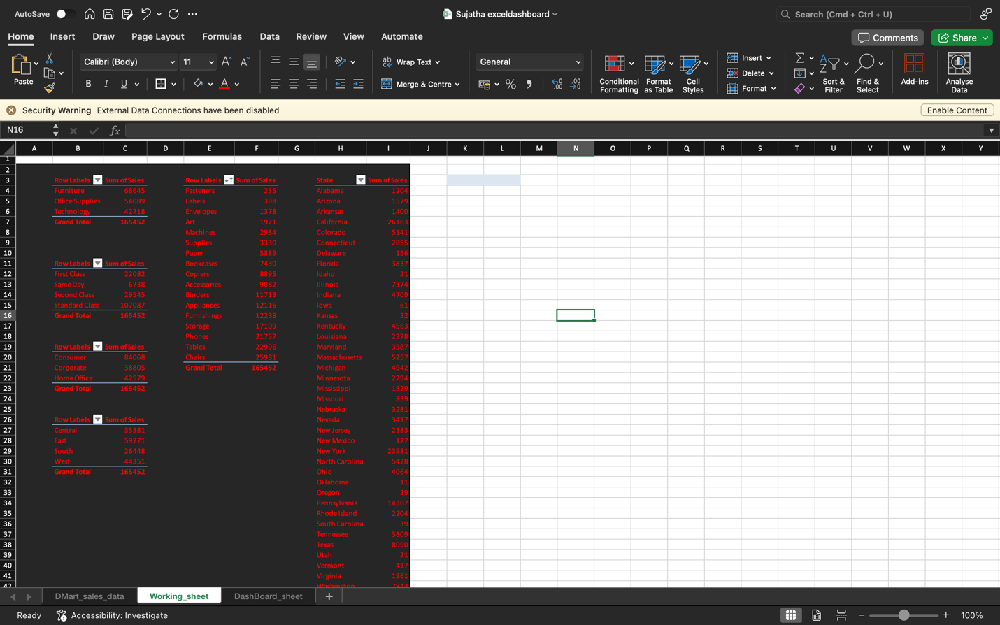 AutoSave
Sujatha exceldashboard
Search (Cmd + Ctrl + U)
Home Insert Draw Page Layout Formulas Data Review View Automate
Comments Share
Paste
Calibri (Body) 11
B I U A
Wrap Text
Merge & Centre
General
%
Conditional Formatting
Format as Table
Cell Styles
Insert
Delete
Format
Sort & Filter
Find & Select
Add-ins
Analyse Data
Security Warning External Data Connections have been disabled
Enable Content
N16 fx
A B C D E F G H I J K L M N O P Q R S T U V W X Y
1
2
3 Row Labels Sum of Sales Row Labels Sum of Sales State Sum of Sales
4 Furniture 68645 Fasteners 235 Alabama 1204
5 Office Supplies 54089 Labels 398 Arizona 1579
6 Technology 42718 Envelopes 1378 Arkansas 1400
7 Grand Total 165452 Art 1921 California 26163
8 Machines 2984 Colorado 5141
9 Supplies 3330 Connecticut 2855
10 Paper 5889 Delaware 156
11 Row Labels Sum of Sales Bookcases 7430 Florida 3837
12 First Class 22082 Copiers 8895 Idaho 21
13 Same Day 6738 Accessories 9082 Illinois 7374
14 Second Class 29545 Binders 11713 Indiana 4709
15 Standard Class 107087 Appliances 12116 Iowa 61
16 Grand Total 165452 Furnishings 12238 Kansas 32
17 Storage 17109 Kentucky 4563
18 Phones 21757 Louisiana 2378
19 Row Labels Sum of Sales Tables 22996 Maryland 3587
20 Consumer 84068 Chairs 25981 Massachusetts 5257
21 Corporate 38805 Grand Total 165452 Michigan 4942
22 Home Office 42579 Minnesota 2294
23 Grand Total 165452 Mississippi 1829
24 Missouri 839
25 Nebraska 3281
26 Row Labels Sum of Sales Nevada 3417
27 Central 35381 New Jersey 2383
28 East 59271 New Mexico 127
29 South 26448 New York 23981
30 West 44351 North Carolina 5428
31 Grand Total 165452 Ohio 4064
32 Oklahoma 11
33 Oregon 39
34 Pennsylvania 14367
35 Rhode Island 2204
36 South Carolina 39
37 Tennessee 3809
38 Texas 8090
39 Utah 21
40 Vermont 417
41 Virginia 1961
42 Washington 7843
DMart_sales_data Working_sheet DashBoard_sheet +
Ready Accessibility: Investigate
− + 100%